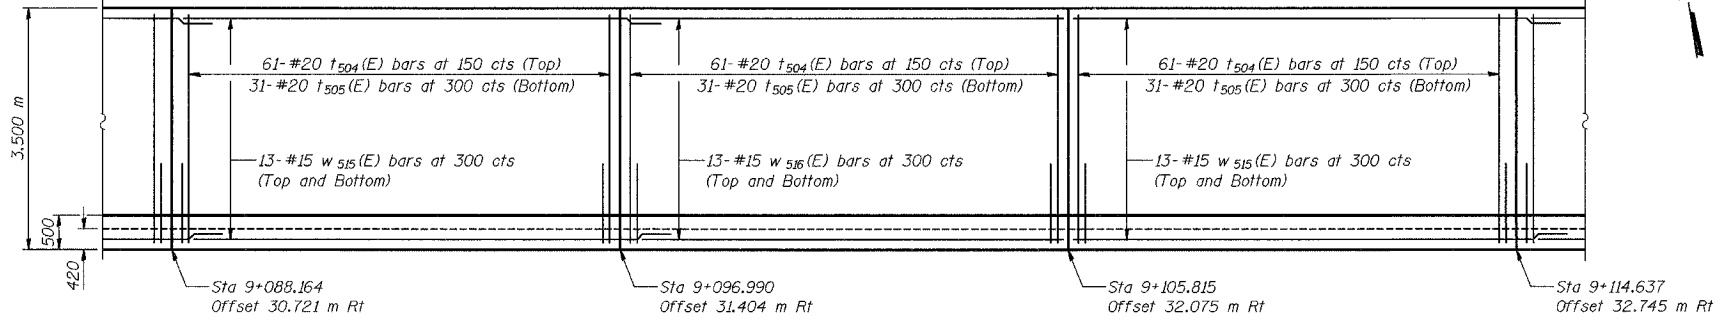 61-#20 t504(E) bars at 150 cts (Top)
31-#20 t505(E) bars at 300 cts (Bottom)
61-#20 t504(E) bars at 150 cts (Top)
31-#20 t505(E) bars at 300 cts (Bottom)
61-#20 t504(E) bars at 150 cts (Top)
31-#20 t505(E) bars at 300 cts (Bottom)
3.500 m
13-#15 w515(E) bars at 300 cts
(Top and Bottom)
13-#15 w516(E) bars at 300 cts
(Top and Bottom)
13-#15 w515(E) bars at 300 cts
(Top and Bottom)
500
420
Sta 9+088.164
Offset 30.721 m Rt
Sta 9+096.990
Offset 31.404 m Rt
Sta 9+105.815
Offset 32.075 m Rt
Sta 9+114.637
Offset 32.745 m Rt